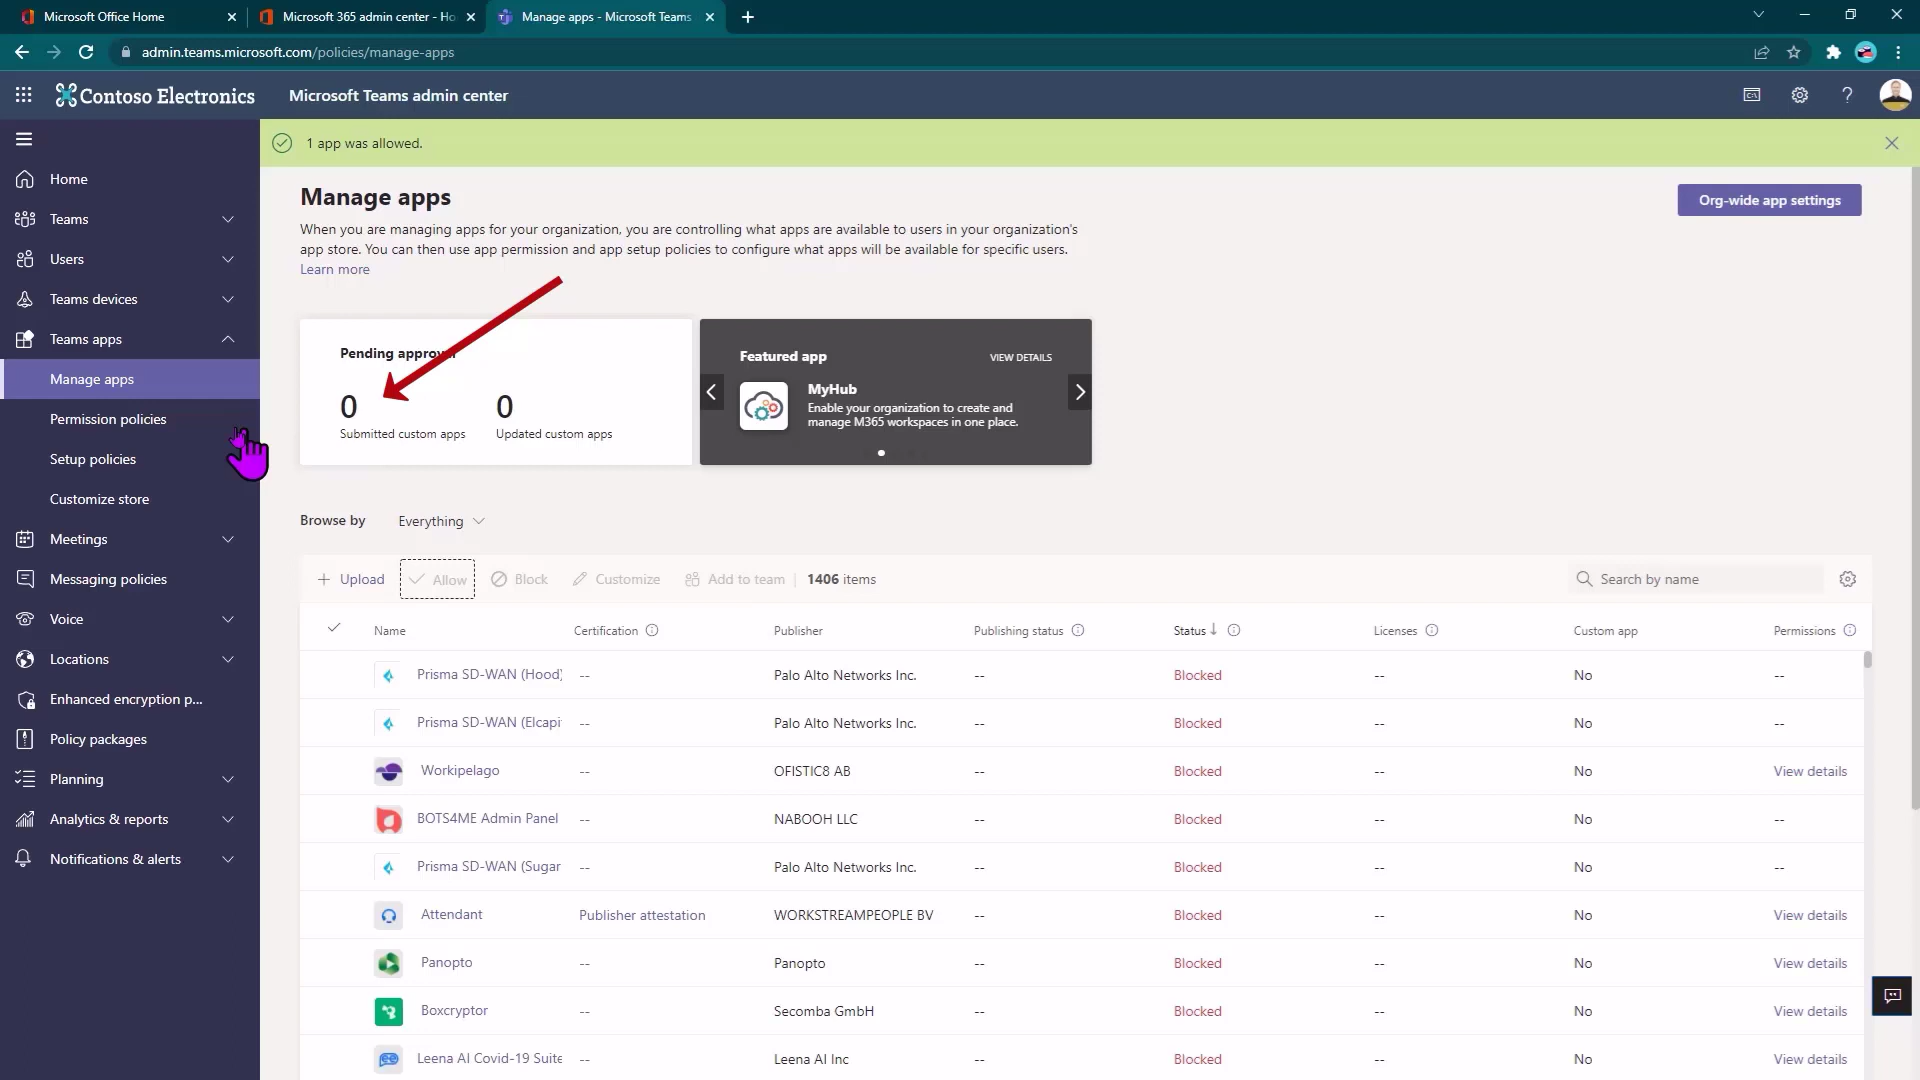 Microsoft Office Home
Microsoft 365 admin center - Ho
Manage apps - Microsoft Teams
admin.teams.microsoft.com/policies/manage-apps
Contoso Electronics
Microsoft Teams admin center
1 app was allowed.
Home
Teams
Users
Teams devices
Teams apps
Manage apps
Permission policies
Setup policies
Customize store
Meetings
Messaging policies
Voice
Locations
Enhanced encryption p...
Policy packages
Planning
Analytics & reports
Notifications & alerts
Manage apps
Org-wide app settings
When you are managing apps for your organization, you are controlling what apps are available to users in your organization's
app store. You can then use app permission and app setup policies to configure what apps will be available for specific users.
Learn more
Pending approv
0
Submitted custom apps
0
Updated custom apps
Featured app
VIEW DETAILS
MyHub
Enable your organization to create and
manage M365 workspaces in one place.
Browse by Everything
Upload Allow Block Customize Add to team 1406 items Search by name
Name Certification Publisher Publishing status Status Licenses Custom app Permissions
Prisma SD-WAN (Hood) -- Palo Alto Networks Inc. -- Blocked -- No --
Prisma SD-WAN (Elcapi -- Palo Alto Networks Inc. -- Blocked -- No --
Workipelago -- OFISTIC8 AB -- Blocked -- No View details
BOTS4ME Admin Panel -- NABOOH LLC -- Blocked -- No --
Prisma SD-WAN (Sugar -- Palo Alto Networks Inc. -- Blocked -- No --
Attendant Publisher attestation WORKSTREAMPEOPLE BV -- Blocked -- No View details
Panopto -- Panopto -- Blocked -- No View details
Boxcryptor -- Secomba GmbH -- Blocked -- No View details
Leena AI Covid-19 Suite -- Leena AI Inc -- Blocked -- No View details